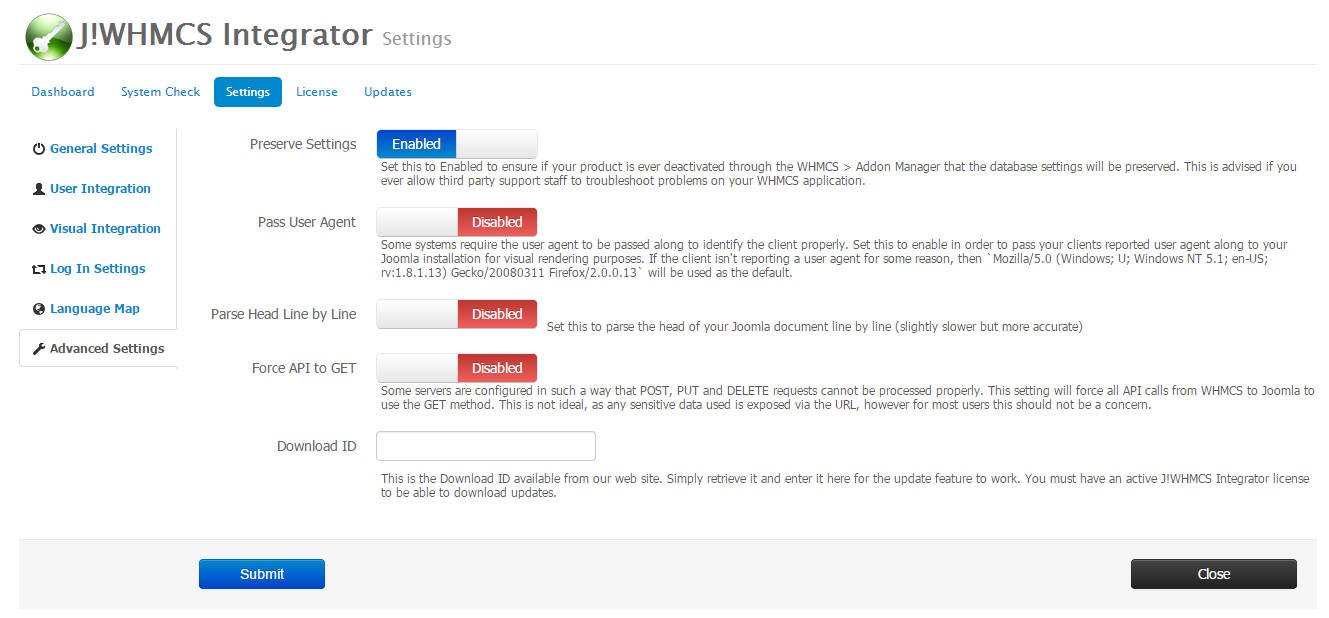 J!WHMCS Integrator Settings
Dashboard System Check Settings License Updates
General Settings
User Integration
Visual Integration
Log In Settings
Language Map
Advanced Settings
Preserve Settings Enabled
Set this to Enabled to ensure if your product is ever deactivated through the WHMCS > Addon Manager that the database settings will be preserved. This is advised if you
ever allow third party support staff to troubleshoot problems on your WHMCS application.
Pass User Agent Disabled
Some systems require the user agent to be passed along to identify the client properly. Set this to enable in order to pass your clients reported user agent along to your
Joomla installation for visual rendering purposes. If the client isn't reporting a user agent for some reason, then `Mozilla/5.0 (Windows; U; Windows NT 5.1; en-US;
rv:1.8.1.13) Gecko/20080311 Firefox/2.0.0.13` will be used as the default.
Parse Head Line by Line Disabled
Set this to parse the head of your Joomla document line by line (slightly slower but more accurate)
Force API to GET Disabled
Some servers are configured in such a way that POST, PUT and DELETE requests cannot be processed properly. This setting will force all API calls from WHMCS to Joomla to
use the GET method. This is not ideal, as any sensitive data used is exposed via the URL, however for most users this should not be a concern.
Download ID
This is the Download ID available from our web site. Simply retrieve it and enter it here for the update feature to work. You must have an active J!WHMCS Integrator license
to be able to download updates.
Submit Close